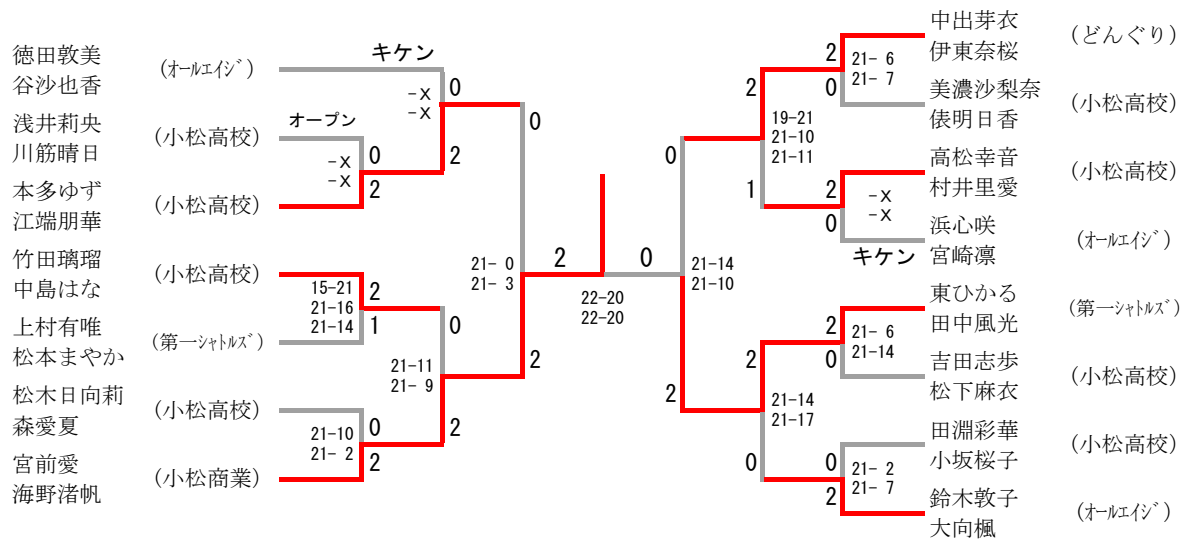 徳田敦美
谷沙也香
(オールエイジ)
キケン
0
-X
-X
浅井莉央
川筋晴日
(小松高校)
オープン
0
-X
-X
2
2
本多ゆず
江端朋華
(小松高校)
0
竹田璃瑠
中島はな
(小松高校)
15-21
21-16
21-14
2
1
上村有唯
松本まやか
(第一シャトルズ)
0
21-11
21- 9
2
松木日向莉
森愛夏
(小松高校)
0
21-10
21- 2
2
宮前愛
海野渚帆
(小松商業)
21- 0
21- 3
2
2
0
22-20
22-20
中出芽衣
伊東奈桜
(どんぐり)
2
21- 6
21- 7
0
美濃沙梨奈
俵明日香
(小松高校)
2
19-21
21-10
21-11
1
0
高松幸音
村井里愛
(小松高校)
2
-X
-X
0
キケン
浜心咲
宮崎凛
(オールエイジ)
21-14
21-10
2
東ひかる
田中風光
(第一シャトルズ)
2
21- 6
21-14
0
吉田志歩
松下麻衣
(小松高校)
2
21-14
21-17
0
田淵彩華
小坂桜子
(小松高校)
0
21- 2
21- 7
2
鈴木敦子
大向楓
(オールエイジ)